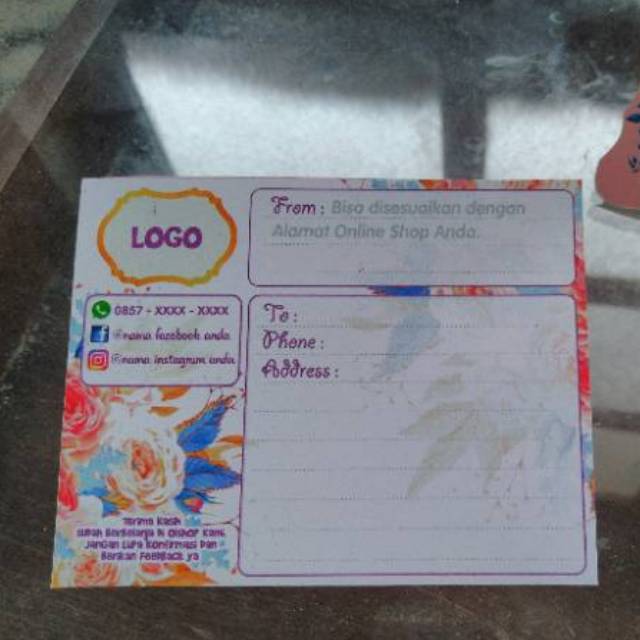 LOGO
From : Bisa disesuaikan dengan
Alamat Online Shop Anda.
0857 - XXXX - XXXX
@nama facebook anda
@nama instagram anda
To :
Phone :
Address :
Terima Kasih
Sudah Berbelanja di Olshop Kami
Jangan Lupa Konfirmasi Dan
Berikan Feedback ya